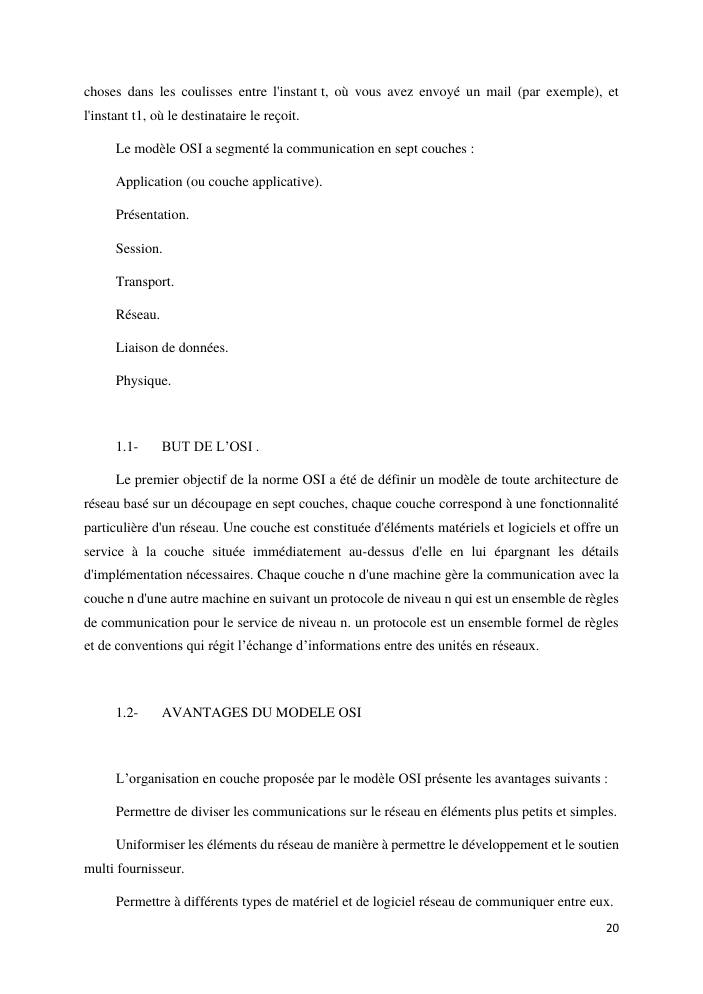 choses dans les coulisses entre l'instant t, où vous avez envoyé un mail (par exemple), et
l'instant t1, où le destinataire le reçoit.
Le modèle OSI a segmenté la communication en sept couches :
Application (ou couche applicative).
Présentation.
Session.
Transport.
Réseau.
Liaison de données.
Physique.
1.1- BUT DE L’OSI .
Le premier objectif de la norme OSI a été de définir un modèle de toute architecture de
réseau basé sur un découpage en sept couches, chaque couche correspond à une fonctionnalité
particulière d'un réseau. Une couche est constituée d'éléments matériels et logiciels et offre un
service à la couche située immédiatement au-dessus d'elle en lui épargnant les détails
d'implémentation nécessaires. Chaque couche n d'une machine gère la communication avec la
couche n d'une autre machine en suivant un protocole de niveau n qui est un ensemble de règles
de communication pour le service de niveau n. un protocole est un ensemble formel de règles
et de conventions qui régit l’échange d’informations entre des unités en réseaux.
1.2- AVANTAGES DU MODELE OSI
L’organisation en couche proposée par le modèle OSI présente les avantages suivants :
Permettre de diviser les communications sur le réseau en éléments plus petits et simples.
Uniformiser les éléments du réseau de manière à permettre le développement et le soutien
multi fournisseur.
Permettre à différents types de matériel et de logiciel réseau de communiquer entre eux.
20